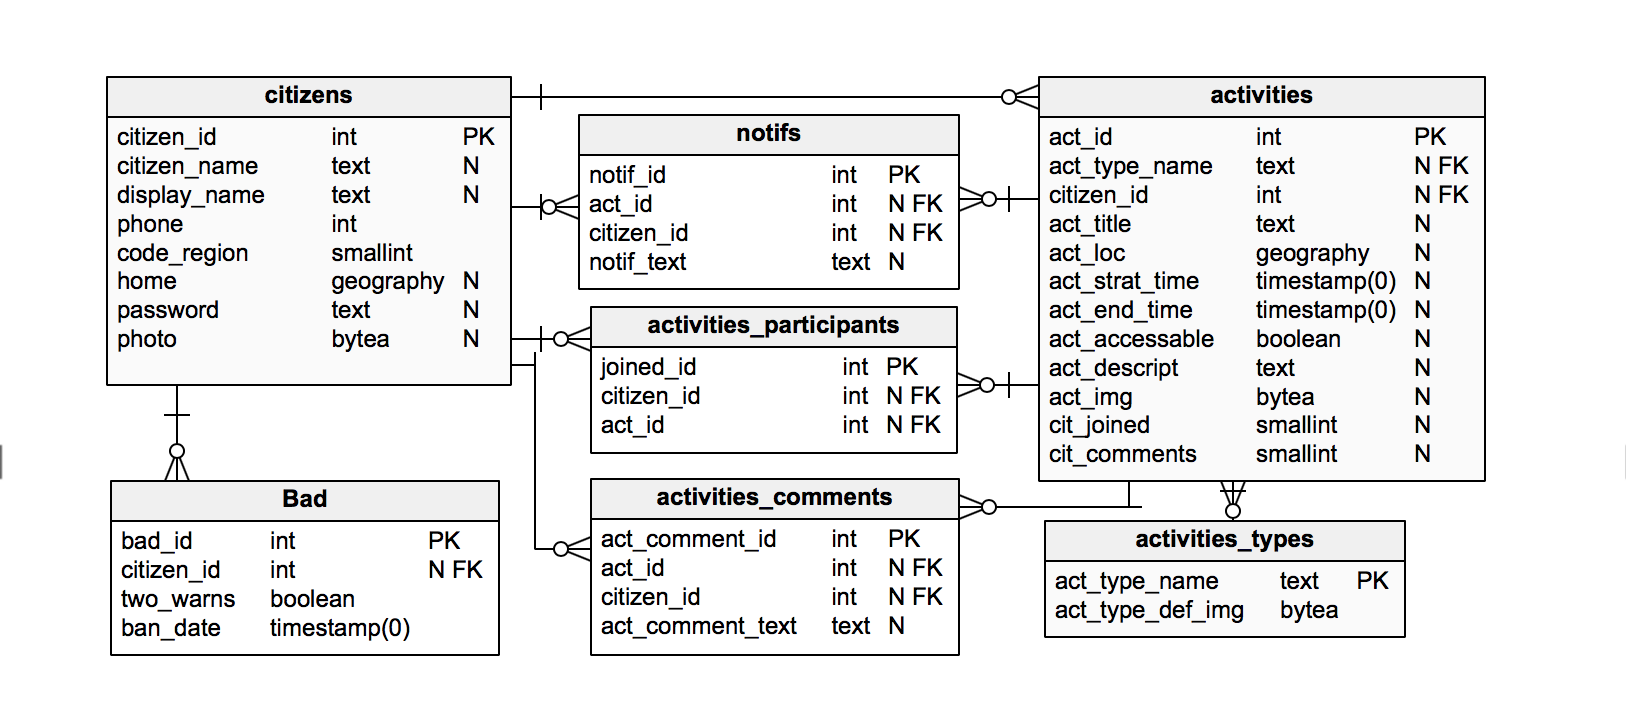 citizens
citizen_id int PK
citizen_name text N
display_name text N
phone int
code_region smallint
home geography N
password text N
photo bytea N
notifs
notif_id int PK
act_id int N FK
citizen_id int N FK
notif_text text N
activities
act_id int PK
act_type_name text N FK
citizen_id int N FK
act_title text N
act_loc geography N
act_strat_time timestamp(0) N
act_end_time timestamp(0) N
act_accessable boolean N
act_descript text N
act_img bytea N
cit_joined smallint N
cit_comments smallint N
activities_participants
joined_id int PK
citizen_id int N FK
act_id int N FK
Bad
bad_id int PK
citizen_id int N FK
two_warns boolean
ban_date timestamp(0)
activities_comments
act_comment_id int PK
act_id int N FK
citizen_id int N FK
act_comment_text text N
activities_types
act_type_name text PK
act_type_def_img bytea